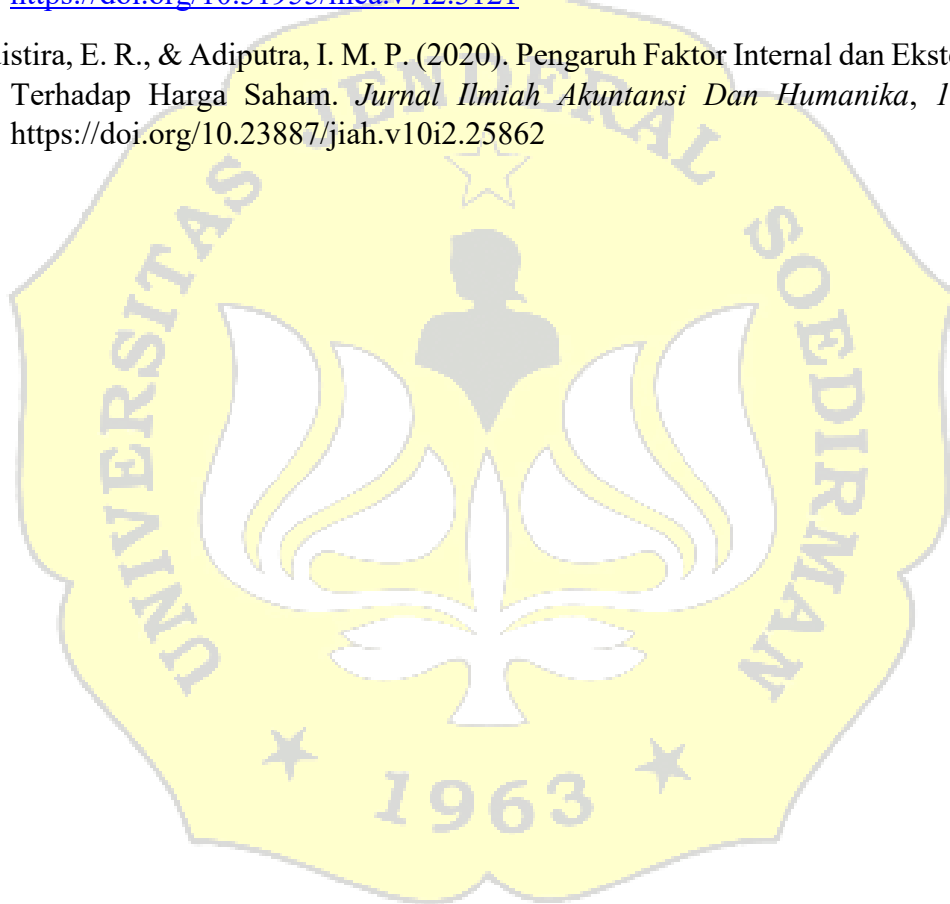 https://doi.org/10.31955/mea.v7i2.3121
istira, E. R., & Adiputra, I. M. P. (2020). Pengaruh Faktor Internal dan Ekste
Terhadap Harga Saham. Jurnal Ilmiah Akuntansi Dan Humanika, 1
https://doi.org/10.23887/jiah.v10i2.25862
UNIVERSITAS JENDERAL SOEDIRMAN
1963